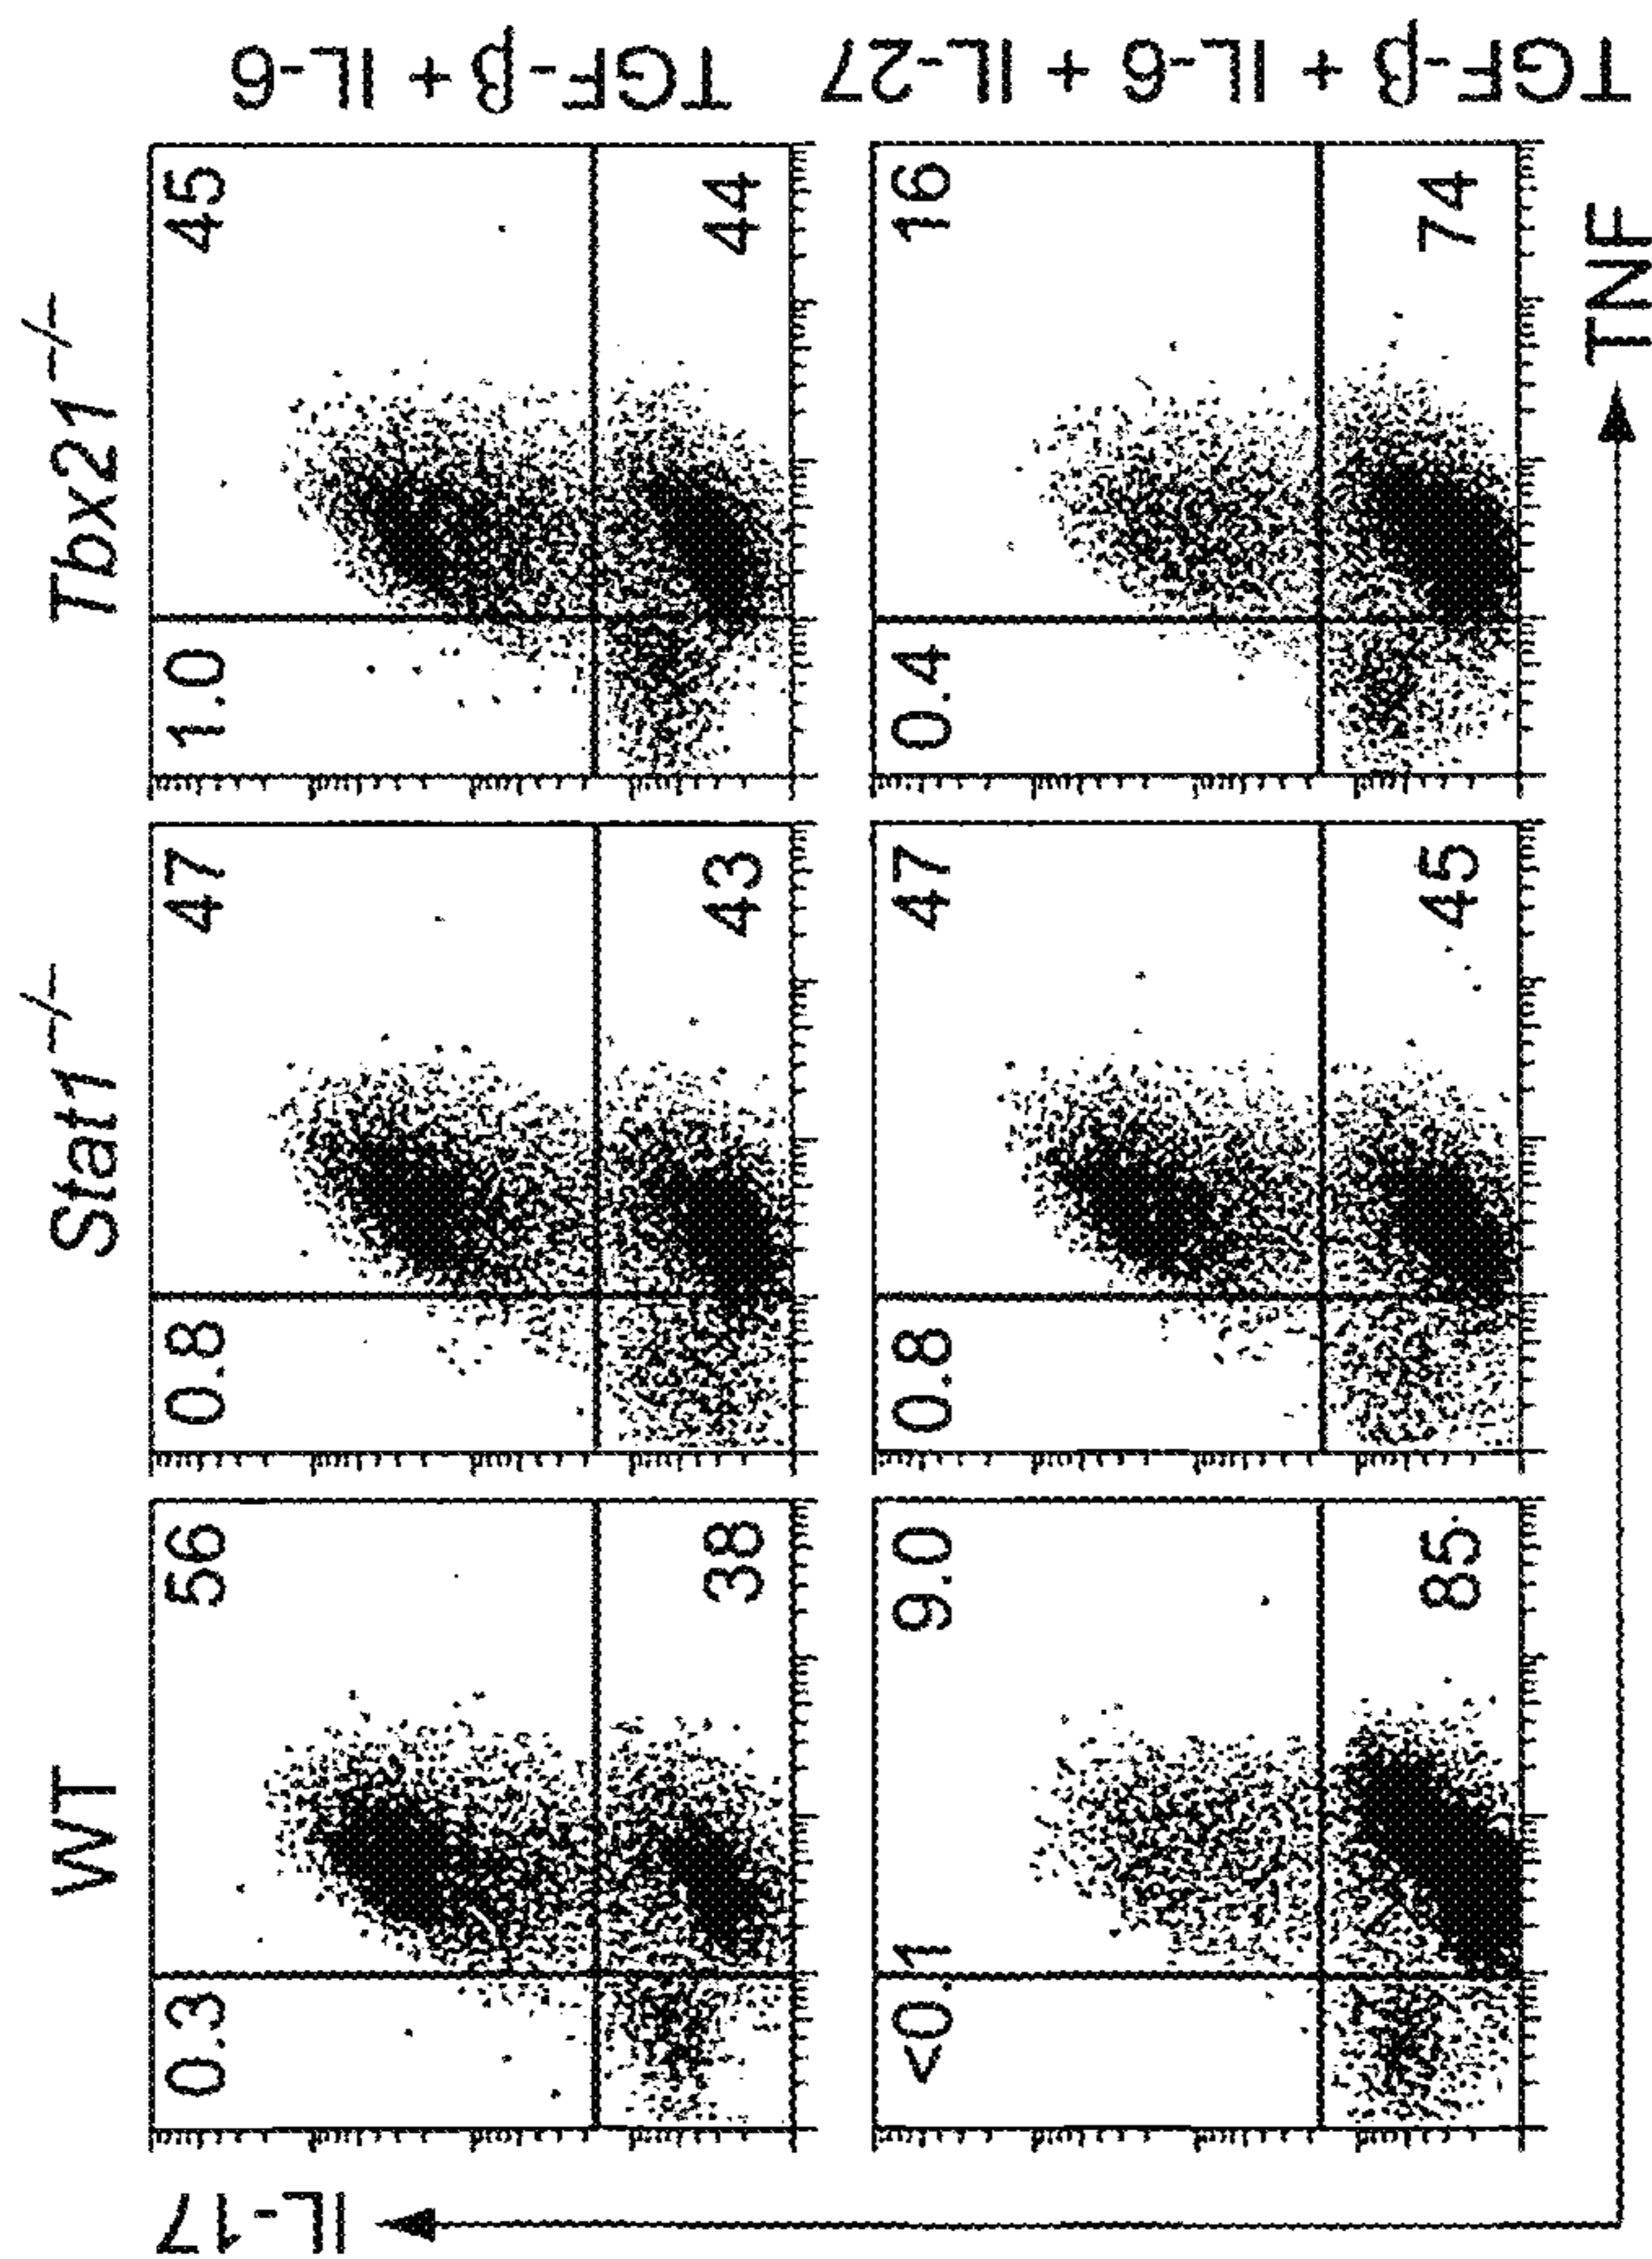 WT
Stat1−/−
Tbx21−/−
0.3
56
0.8
47
1.0
45
TGF-β + IL-6
38
43
44
<0.1
9.0
0.8
47
0.4
16
TGF-β + IL-6 + IL-27
85
45
74
IL-17
TNF